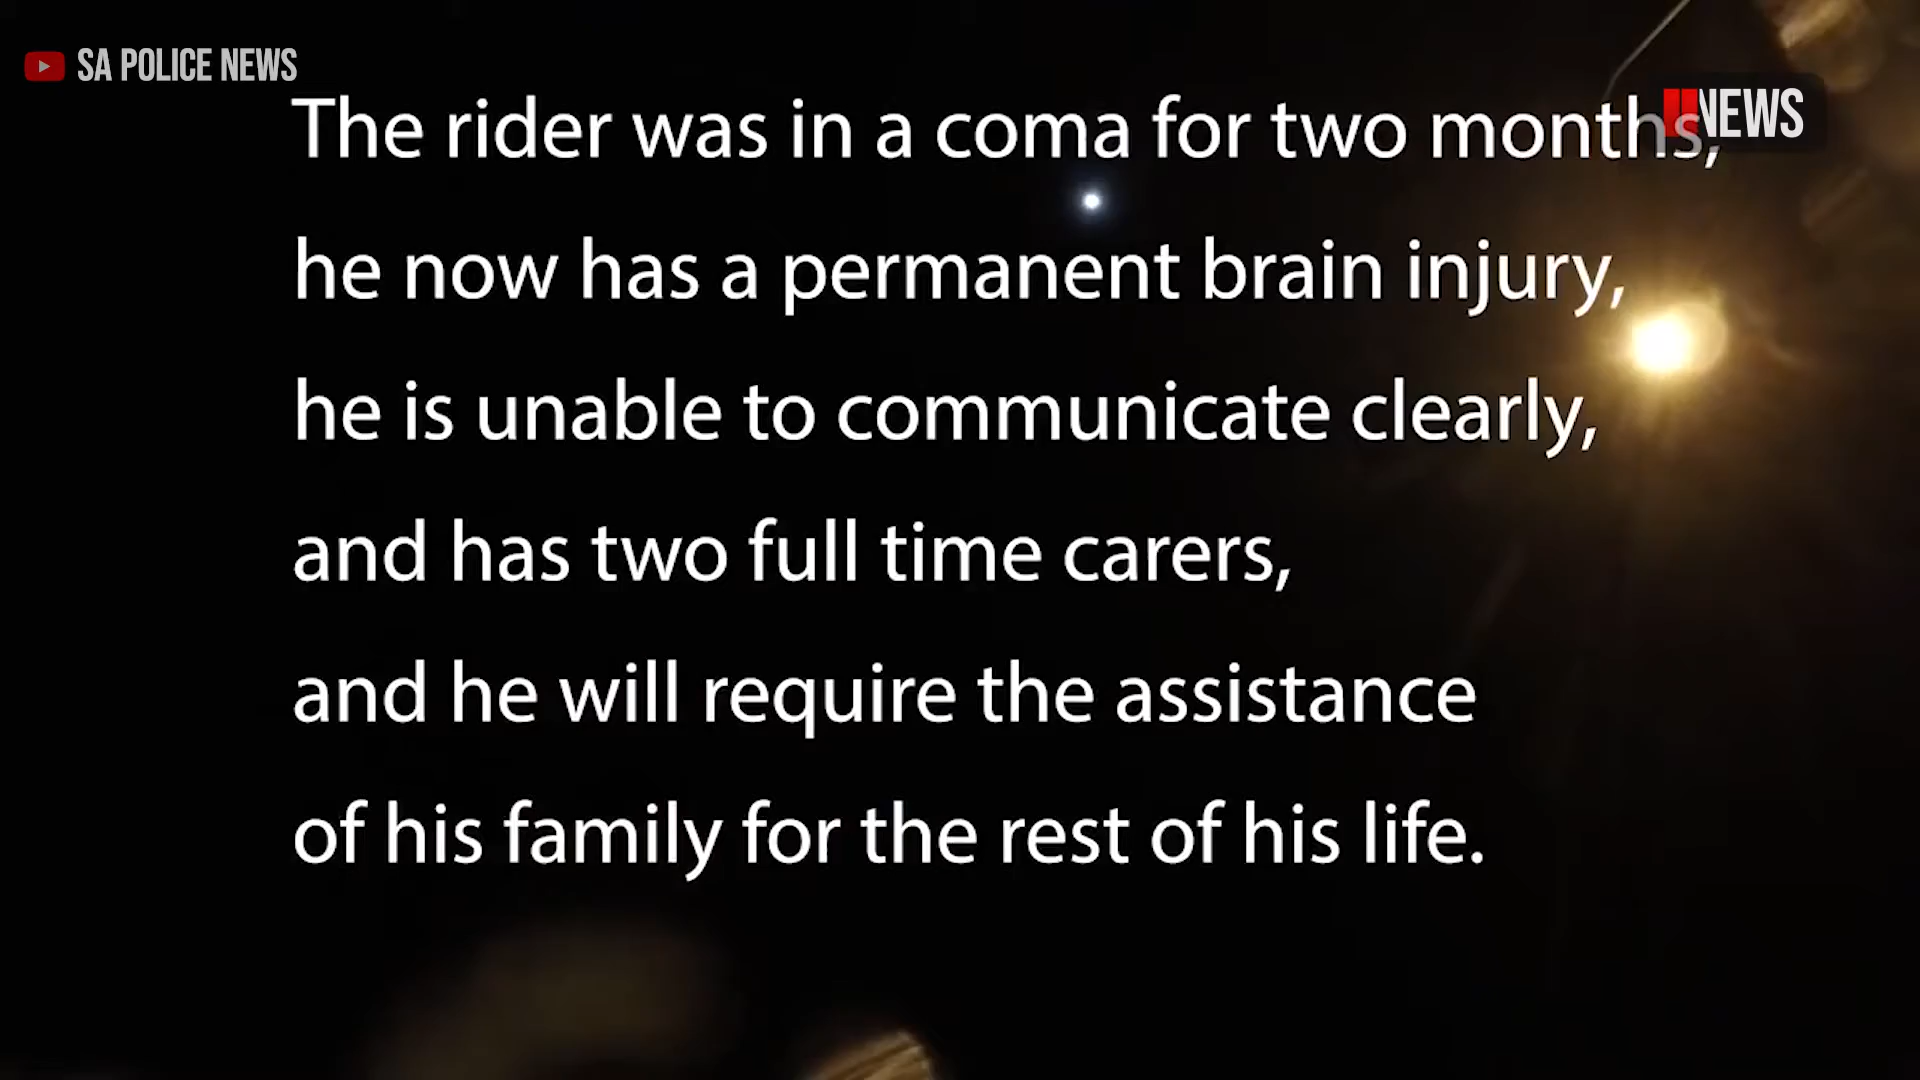 SA POLICE NEWS
NEWS
The rider was in a coma for two months,
he now has a permanent brain injury,
he is unable to communicate clearly,
and has two full time carers,
and he will require the assistance
of his family for the rest of his life.